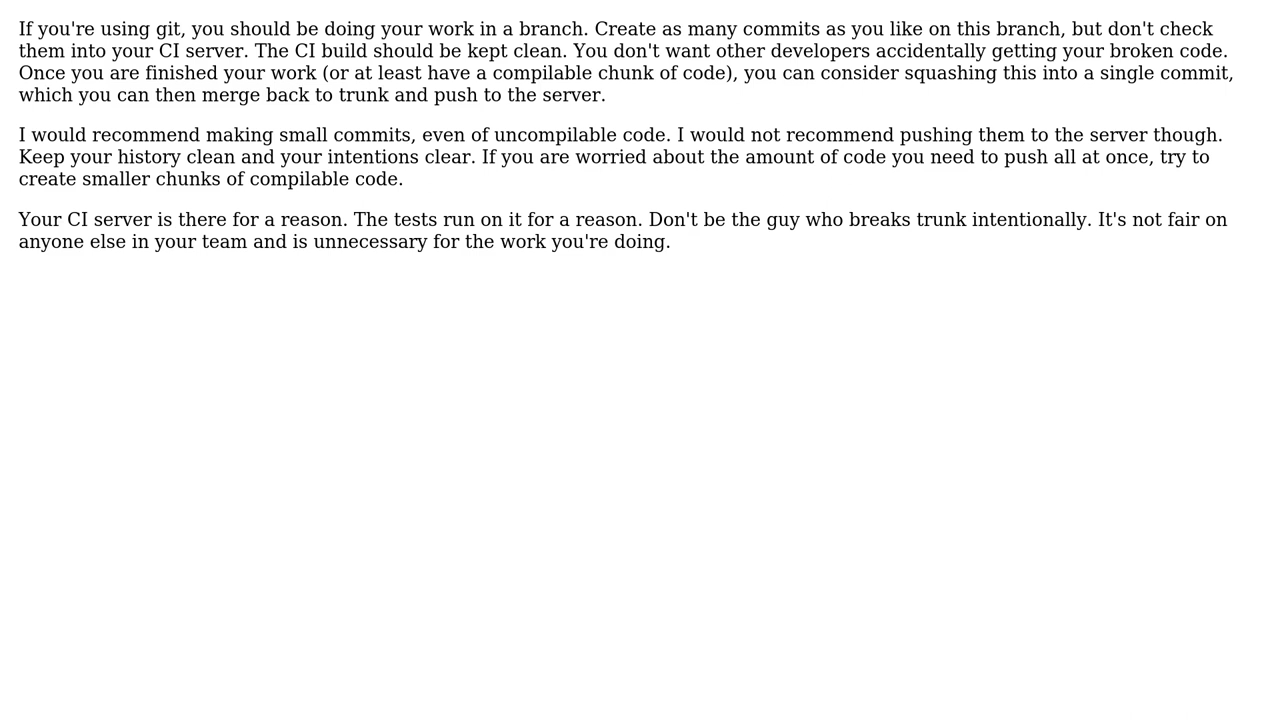 If you're using git, you should be doing your work in a branch. Create as many commits as you like on this branch, but don't check
them into your CI server. The CI build should be kept clean. You don't want other developers accidentally getting your broken code.
Once you are finished your work (or at least have a compilable chunk of code), you can consider squashing this into a single commit,
which you can then merge back to trunk and push to the server.
I would recommend making small commits, even of uncompilable code. I would not recommend pushing them to the server though.
Keep your history clean and your intentions clear. If you are worried about the amount of code you need to push all at once, try to
create smaller chunks of compilable code.
Your CI server is there for a reason. The tests run on it for a reason. Don't be the guy who breaks trunk intentionally. It's not fair on
anyone else in your team and is unnecessary for the work you're doing.